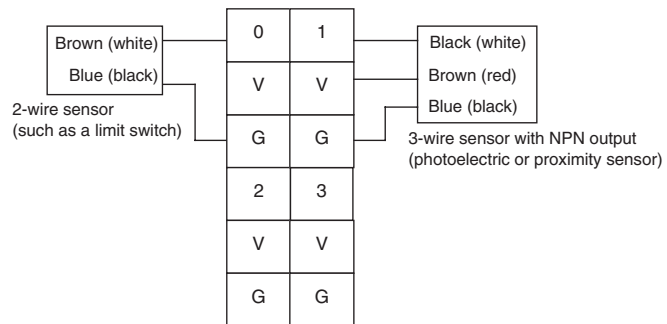 Brown (white)
Blue (black)
2-wire sensor
(such as a limit switch)
0 1
V V
G G
2 3
V V
G G
Black (white)
Brown (red)
Blue (black)
3-wire sensor with NPN output
(photoelectric or proximity sensor)